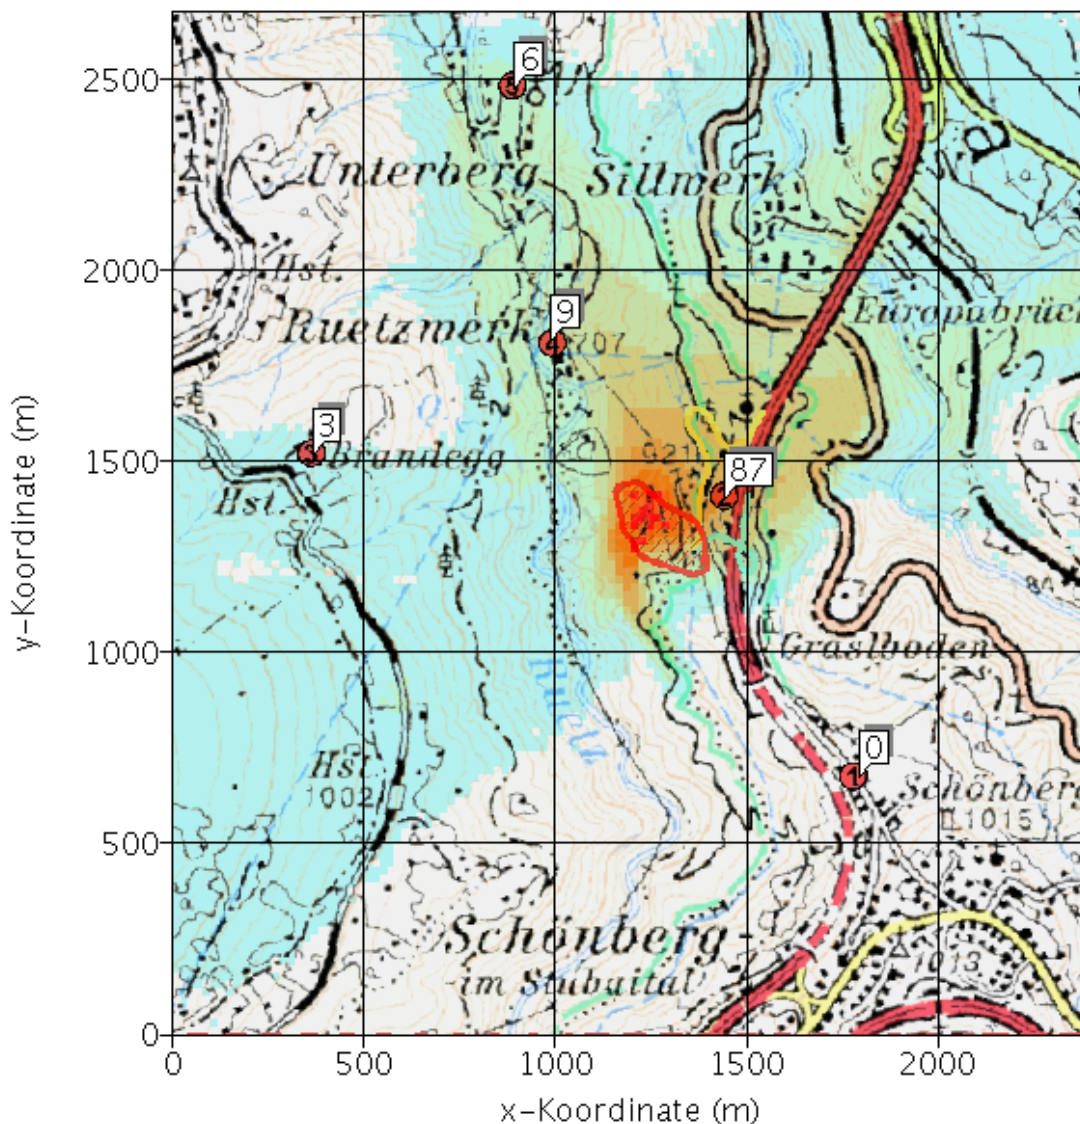 2500
6
Unterberg
Sillwerk
a
Hst.
2000
9
Ruetzwerk
707
Europabrück
3
1500
Brandegg
87
Hst.
y-Koordinate (m)
1000
Graslboden
0
Hst.
1002
Schönberg
1015
500
Schönberg
1013
im Stubaital
0
0
500
1000
1500
2000
x-Koordinate (m)